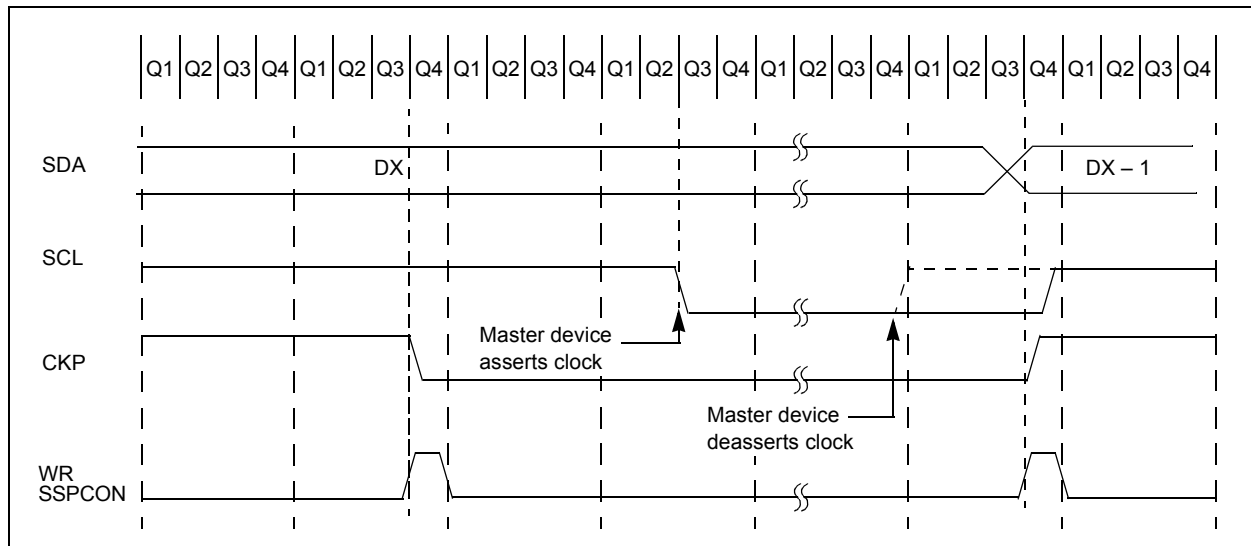 Q1 Q2 Q3 Q4 Q1 Q2 Q3 Q4 Q1 Q2 Q3 Q4 Q1 Q2 Q3 Q4 Q1 Q2 Q3 Q4 Q1 Q2 Q3 Q4 Q1 Q2 Q3 Q4
SDA
DX
DX – 1
SCL
Master device
asserts clock
CKP
Master device
deasserts clock
WR
SSPCON